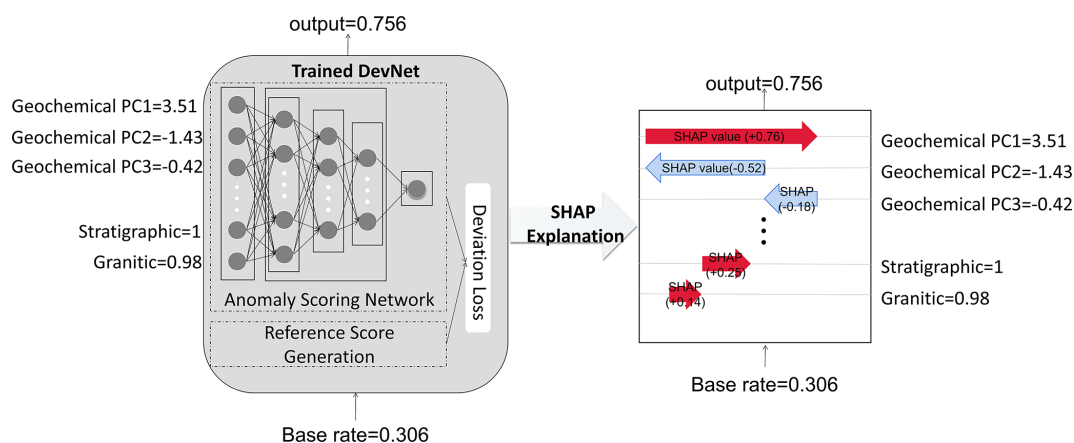 output=0.756
Trained DevNet
Geochemical PC1=3.51
Geochemical PC2=-1.43
Geochemical PC3=-0.42
Stratigraphic=1
Granitic=0.98
Anomaly Scoring Network
Reference Score
Generation
Deviation Loss
Base rate=0.306
SHAP
Explanation
output=0.756
SHAP value (+0.76)
Geochemical PC1=3.51
SHAP value(-0.52)
Geochemical PC2=-1.43
SHAP
(-0.18)
Geochemical PC3=-0.42
SHAP
(+0.25)
Stratigraphic=1
SHAP
(+0.14)
Granitic=0.98
Base rate=0.306